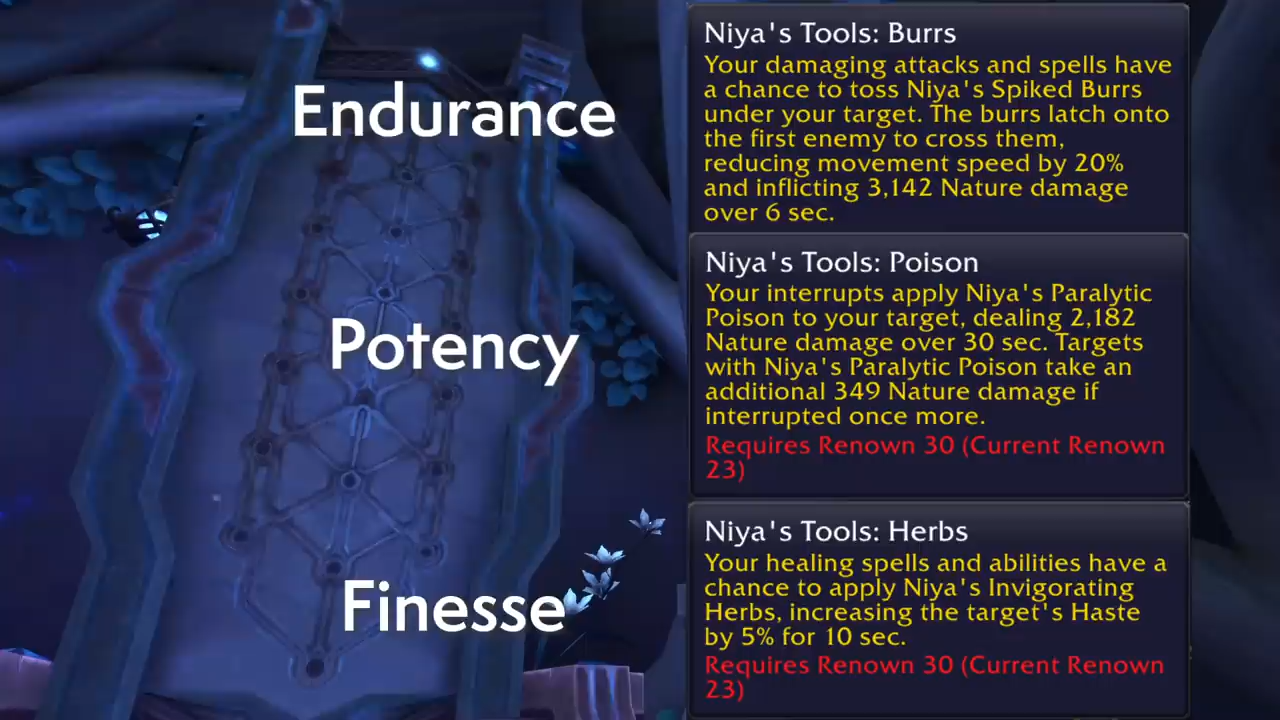 Endurance
Potency
Finesse
Niya's Tools: Burrs
Your damaging attacks and spells have
a chance to toss Niya's Spiked Burrs
under your target. The burrs latch onto
the first enemy to cross them,
reducing movement speed by 20%
and inflicting 3,142 Nature damage
over 6 sec.
Niya's Tools: Poison
Your interrupts apply Niya's Paralytic
Poison to your target, dealing 2,182
Nature damage over 30 sec. Targets
with Niya's Paralytic Poison take an
additional 349 Nature damage if
interrupted once more.
Requires Renown 30 (Current Renown
23)
Niya's Tools: Herbs
Your healing spells and abilities have a
chance to apply Niya's Invigorating
Herbs, increasing the target's Haste
by 5% for 10 sec.
Requires Renown 30 (Current Renown
23)